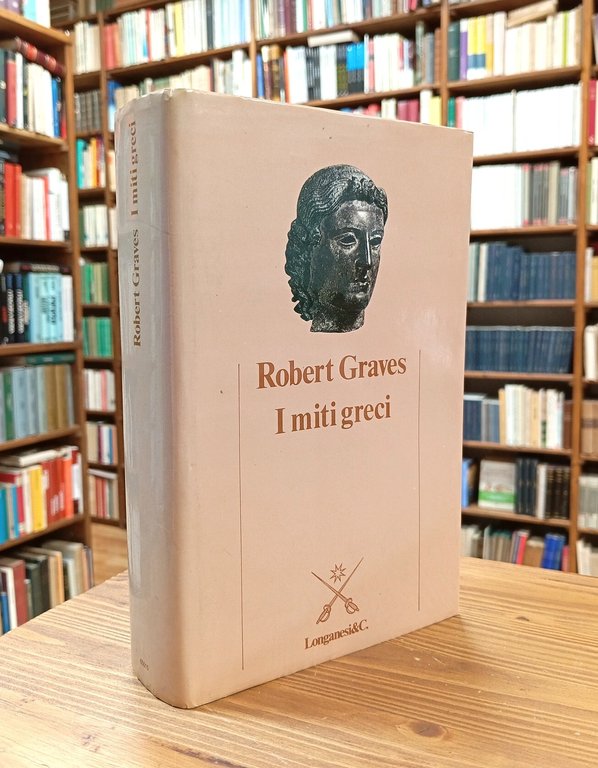 Robert Graves I miti greci
Robert Graves
I miti greci
Longanesi&C.